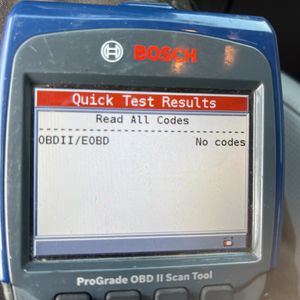 BOSCH
Quick Test Results
Read All Codes
OBDII/EOBD No codes
ProGrade OBD II Scan Tool